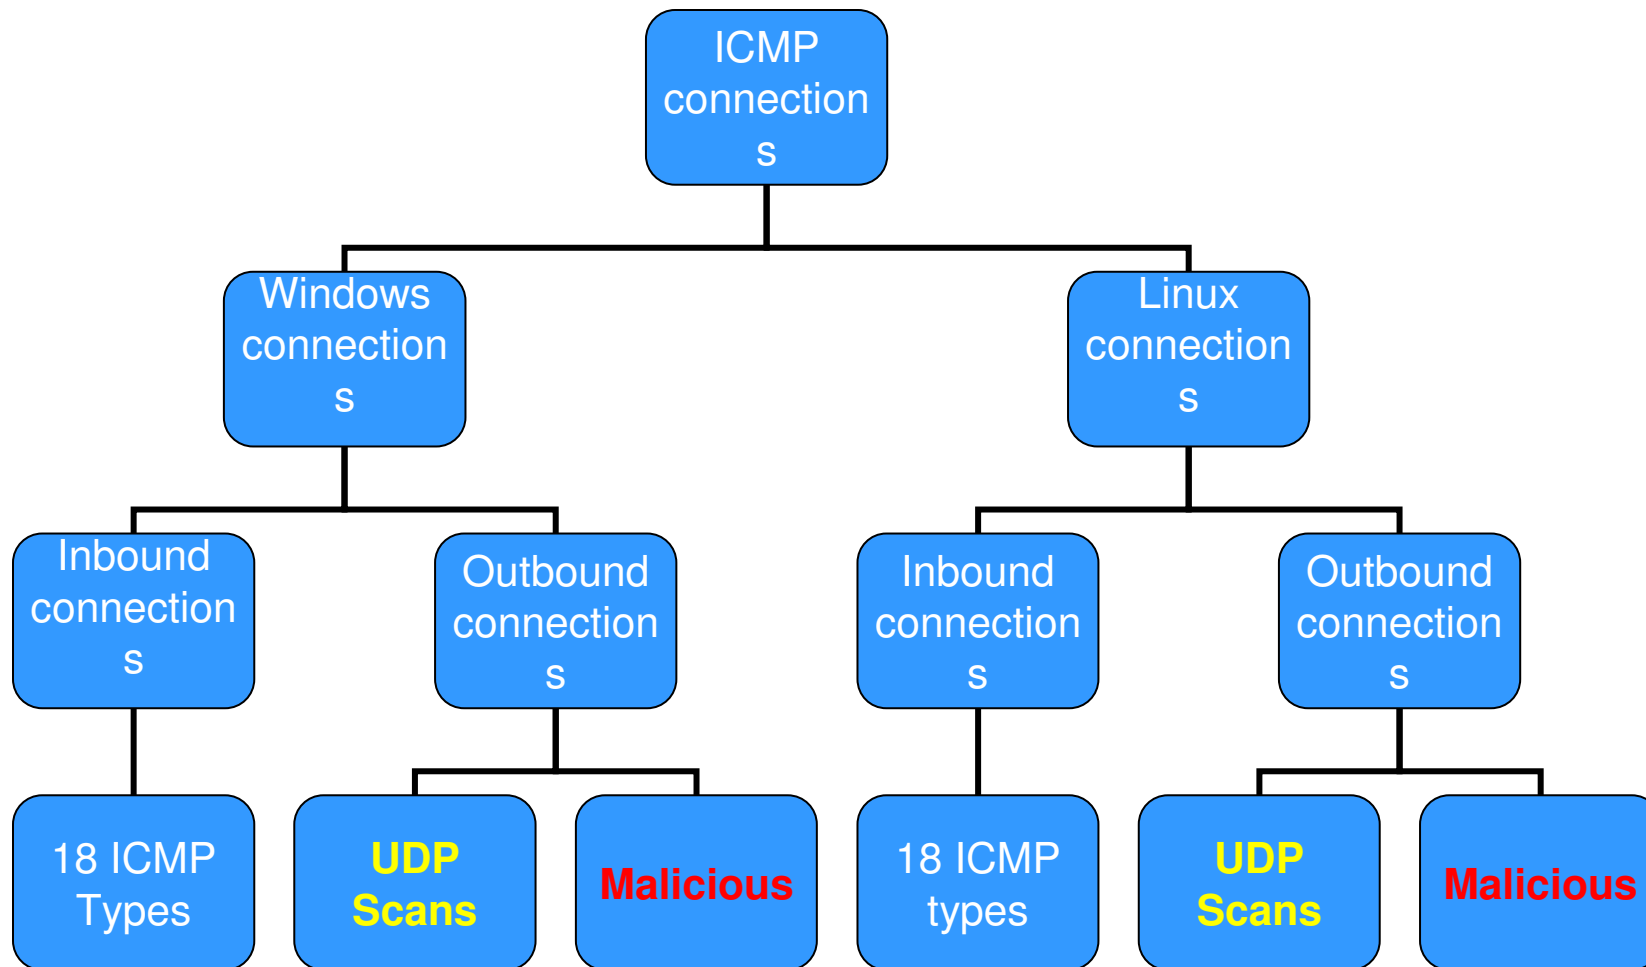 ICMP
connection
s
Windows
connection
s
Linux
connection
s
Inbound
connection
s
Outbound
connection
s
Inbound
connection
s
Outbound
connection
s
18 ICMP
Types
UDP
Scans
Malicious
18 ICMP
types
UDP
Scans
Malicious